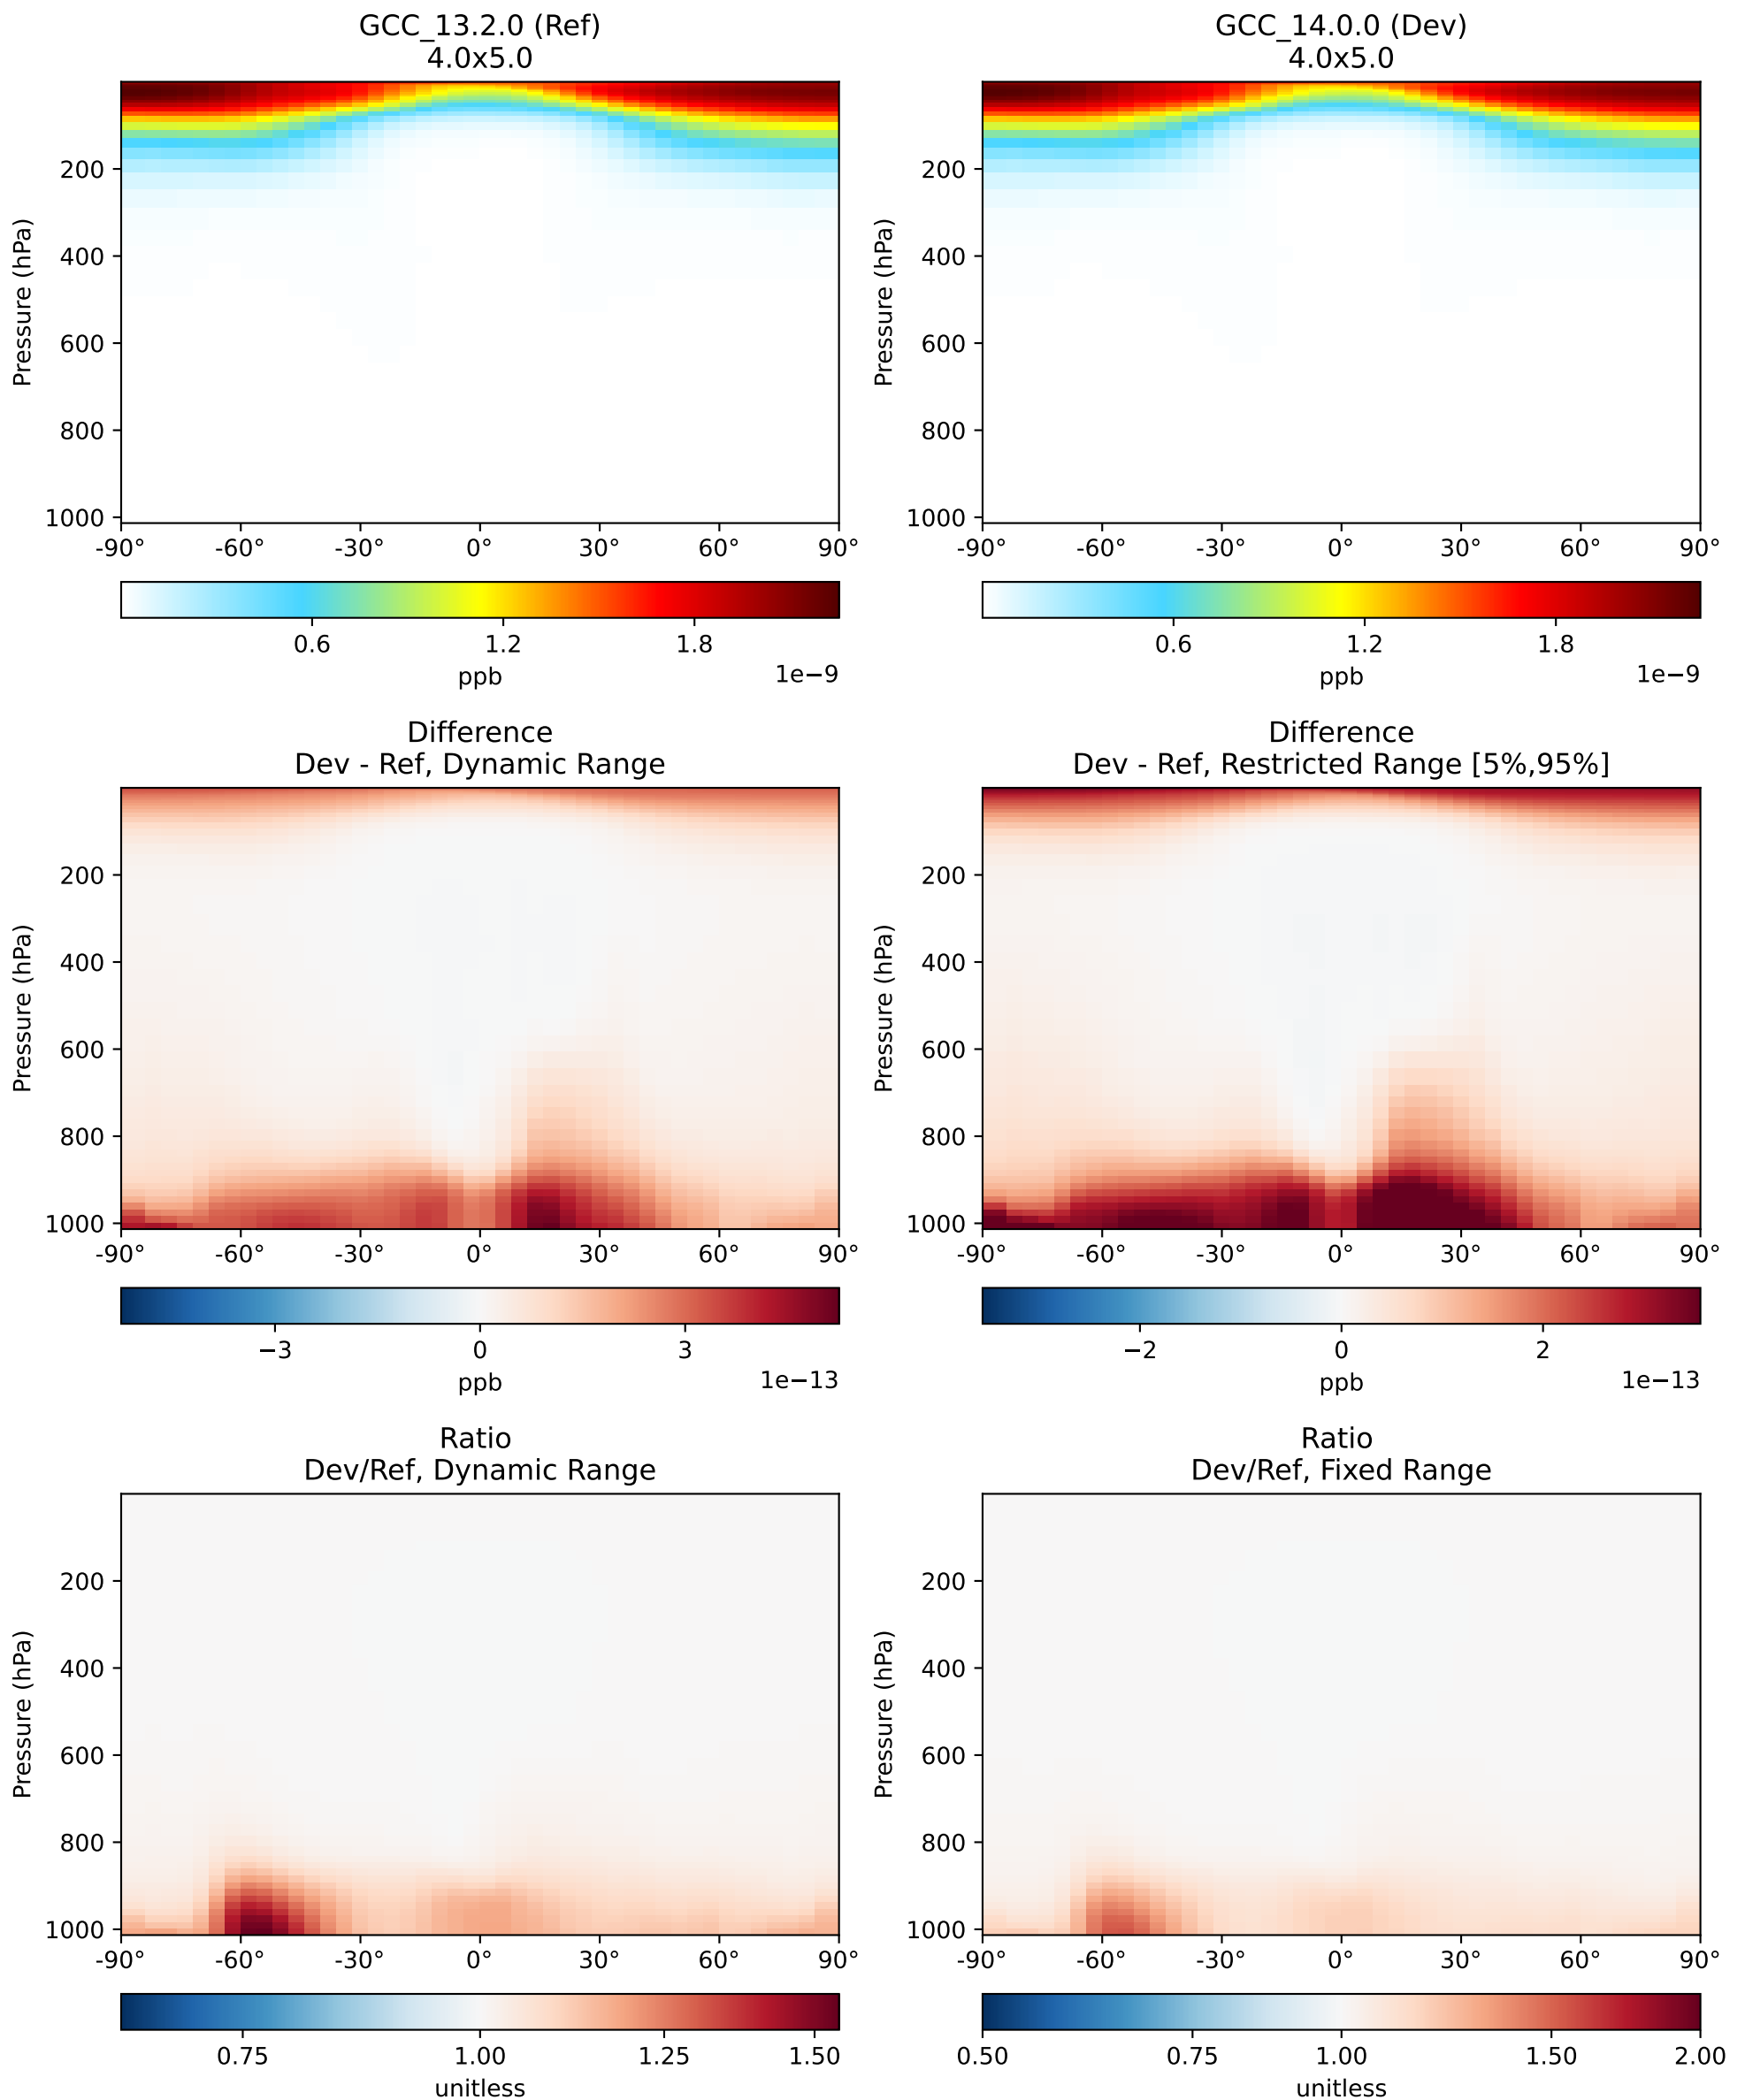 GCC_13.2.0 (Ref)
4.0x5.0
Pressure (hPa)
200
400
600
800
1000
-90° -60° -30° 0° 30° 60° 90°
0.6 1.2 1.8
ppb
1e−9
GCC_14.0.0 (Dev)
4.0x5.0
Pressure (hPa)
200
400
600
800
1000
-90° -60° -30° 0° 30° 60° 90°
0.6 1.2 1.8
ppb
1e−9
Difference
Dev - Ref, Dynamic Range
Pressure (hPa)
200
400
600
800
1000
-90° -60° -30° 0° 30° 60° 90°
−3 0 3
ppb
1e−13
Difference
Dev - Ref, Restricted Range [5%,95%]
Pressure (hPa)
200
400
600
800
1000
-90° -60° -30° 0° 30° 60° 90°
−2 0 2
ppb
1e−13
Ratio
Dev/Ref, Dynamic Range
Pressure (hPa)
200
400
600
800
1000
-90° -60° -30° 0° 30° 60° 90°
0.75 1.00 1.25 1.50
unitless
Ratio
Dev/Ref, Fixed Range
Pressure (hPa)
200
400
600
800
1000
-90° -60° -30° 0° 30° 60° 90°
0.50 0.75 1.00 1.50 2.00
unitless